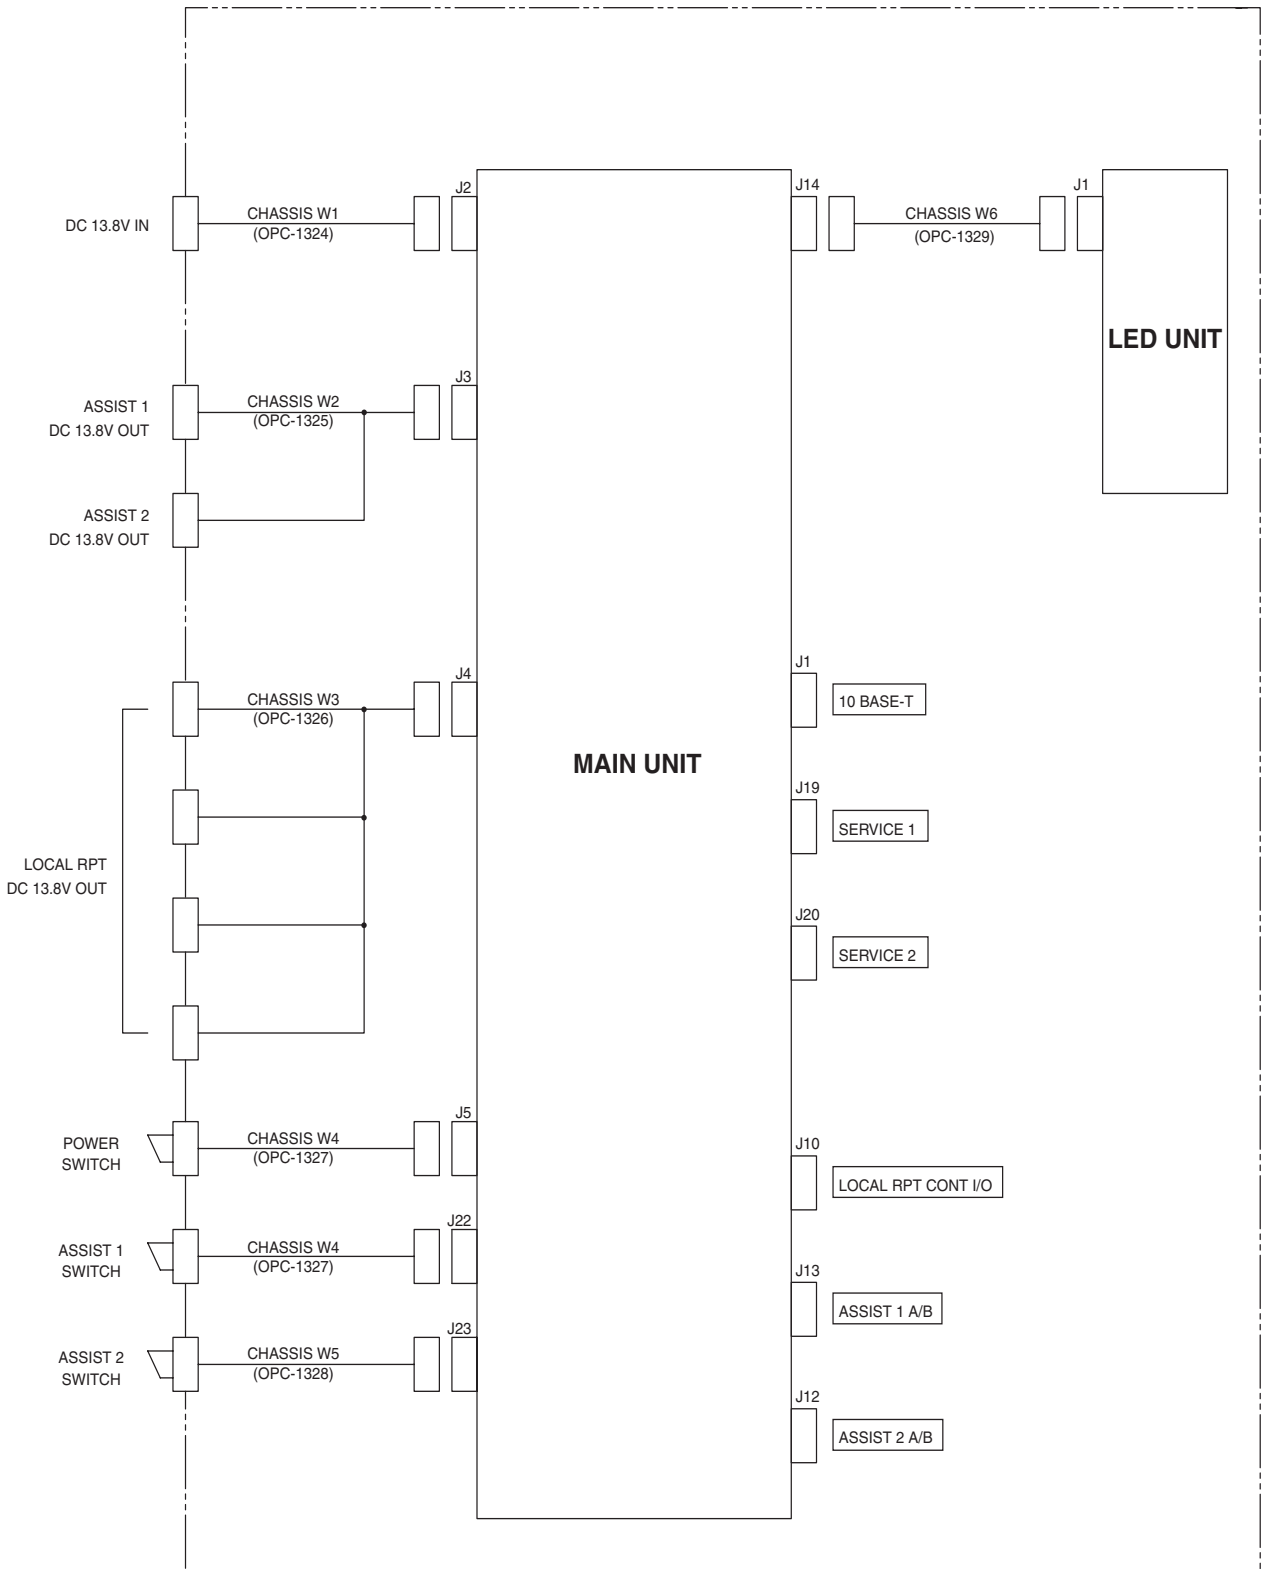 J2
J14
J1
DC 13.8V IN
CHASSIS W1
(OPC-1324)
CHASSIS W6
(OPC-1329)
LED UNIT
J3
ASSIST 1
DC 13.8V OUT
CHASSIS W2
(OPC-1325)
ASSIST 2
DC 13.8V OUT
J4
CHASSIS W3
(OPC-1326)
J1
10 BASE-T
MAIN UNIT
J19
SERVICE 1
LOCAL RPT
DC 13.8V OUT
J20
SERVICE 2
J5
POWER
SWITCH
CHASSIS W4
(OPC-1327)
J10
LOCAL RPT CONT I/O
J22
ASSIST 1
SWITCH
CHASSIS W4
(OPC-1327)
J13
ASSIST 1 A/B
J23
ASSIST 2
SWITCH
CHASSIS W5
(OPC-1328)
J12
ASSIST 2 A/B